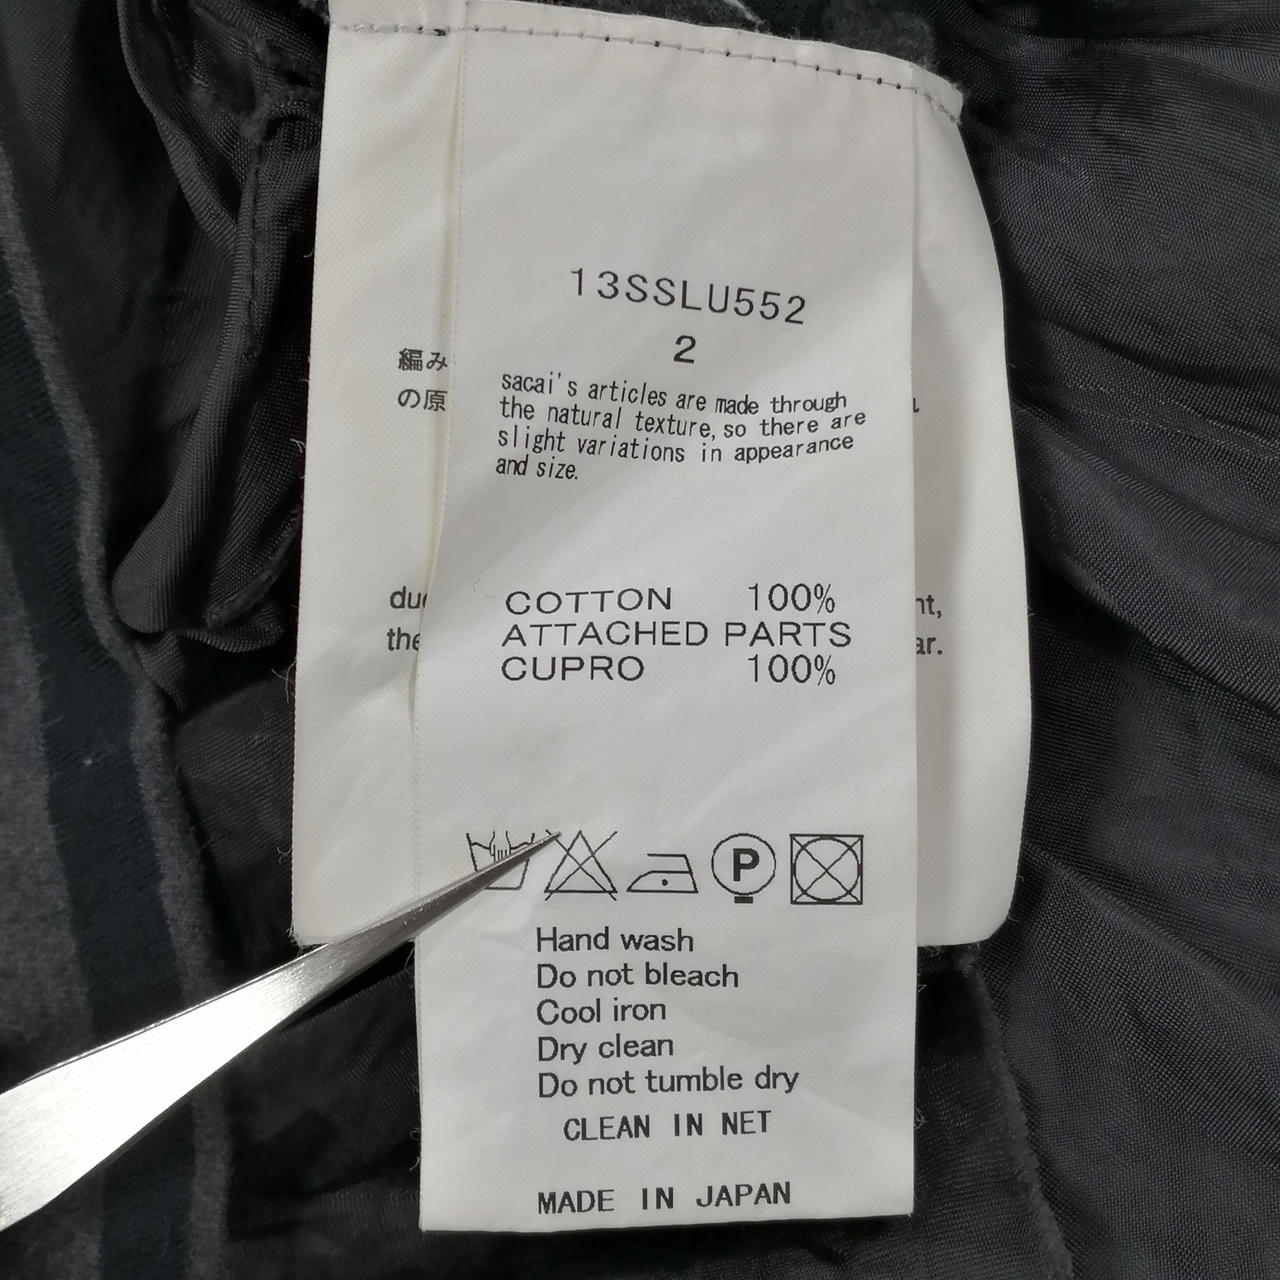 13SSLU552
2
sacai's articles are made through
the natural texture, so there are
slight variations in appearance
and size.
編み
の原
COTTON 100%
ATTACHED PARTS
CUPRO 100%
the
ar.
P
Hand wash
Do not bleach
Cool iron
Dry clean
Do not tumble dry
CLEAN IN NET
MADE IN JAPAN